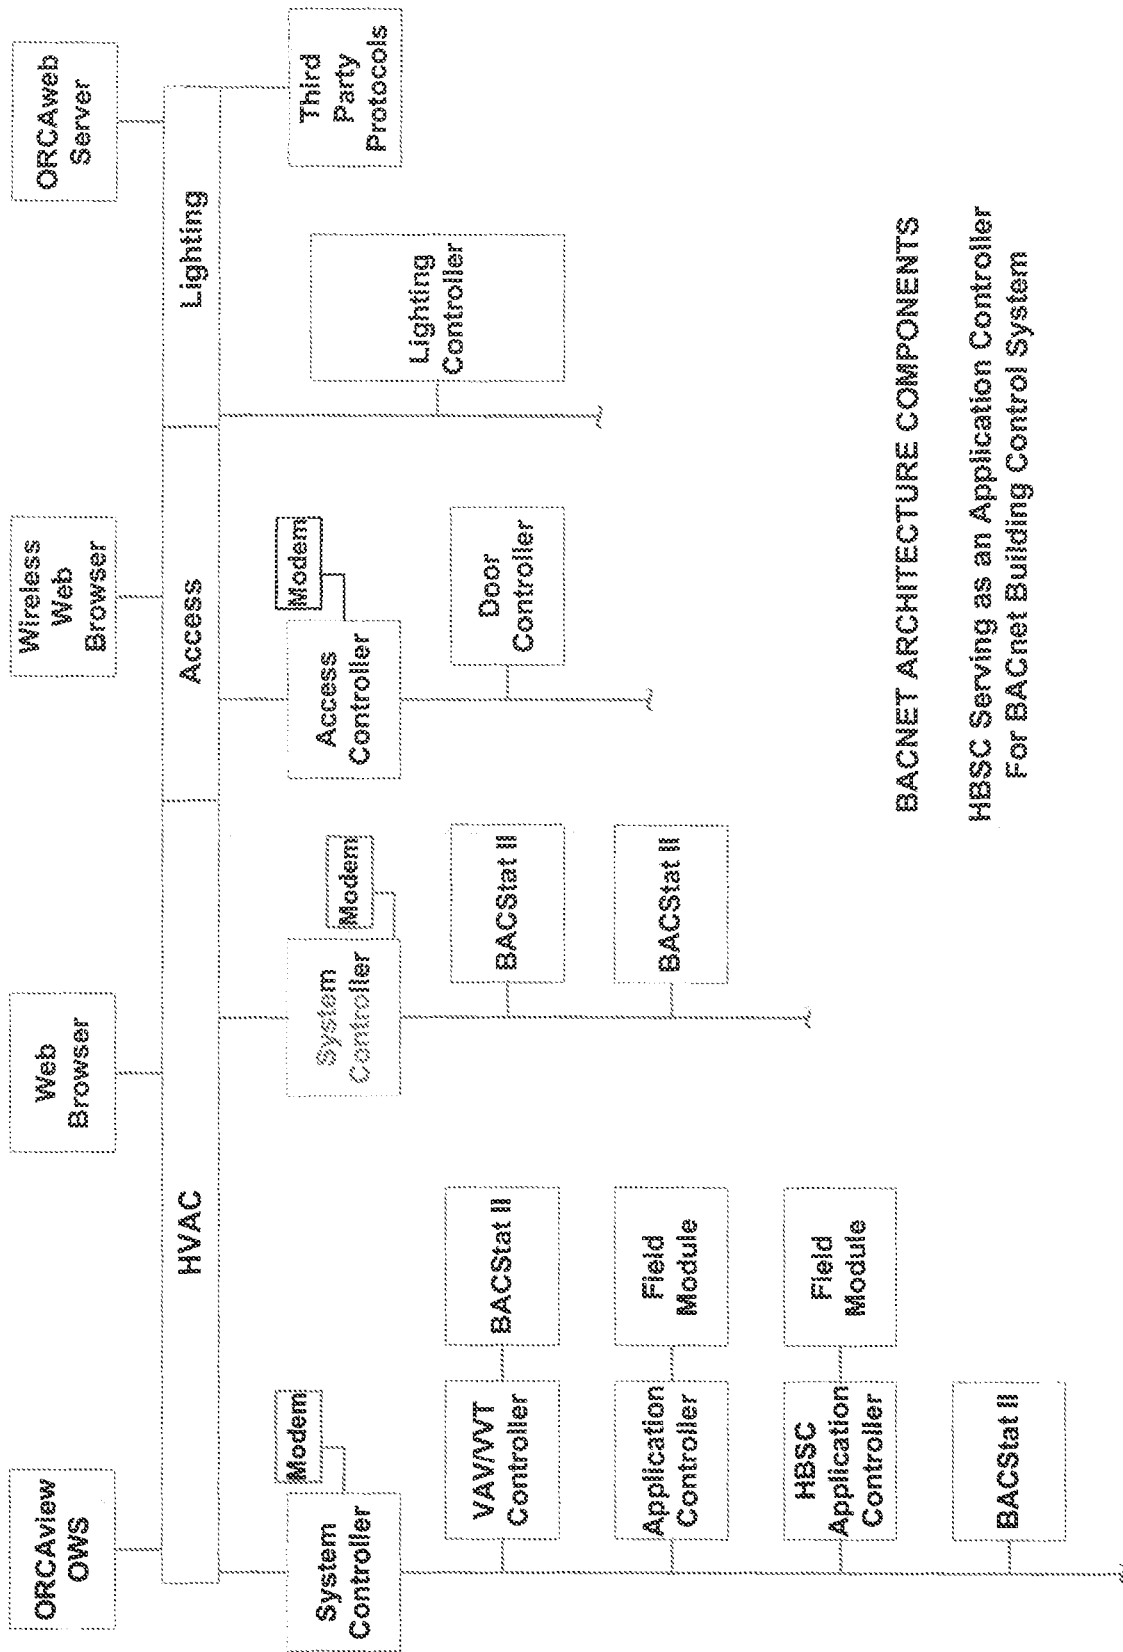 ORCAview
OWS
Web
Browser
Wireless
Web
Browser
ORCAweb
Server
HVAC
Access
Lighting
System
Controller
Modem
System
Controller
Modem
Access
Controller
Modem
Third
Party
Protocols
VAV/VVT
Controller
BACStat II
BACStat II
Door
Controller
Lighting
Controller
Application
Controller
Field
Module
BACStat II
HBSC
Application
Controller
Field
Module
BACStat II
BACNET ARCHITECTURE COMPONENTS
HBSC Serving as an Application Controller
For BACnet Building Control System